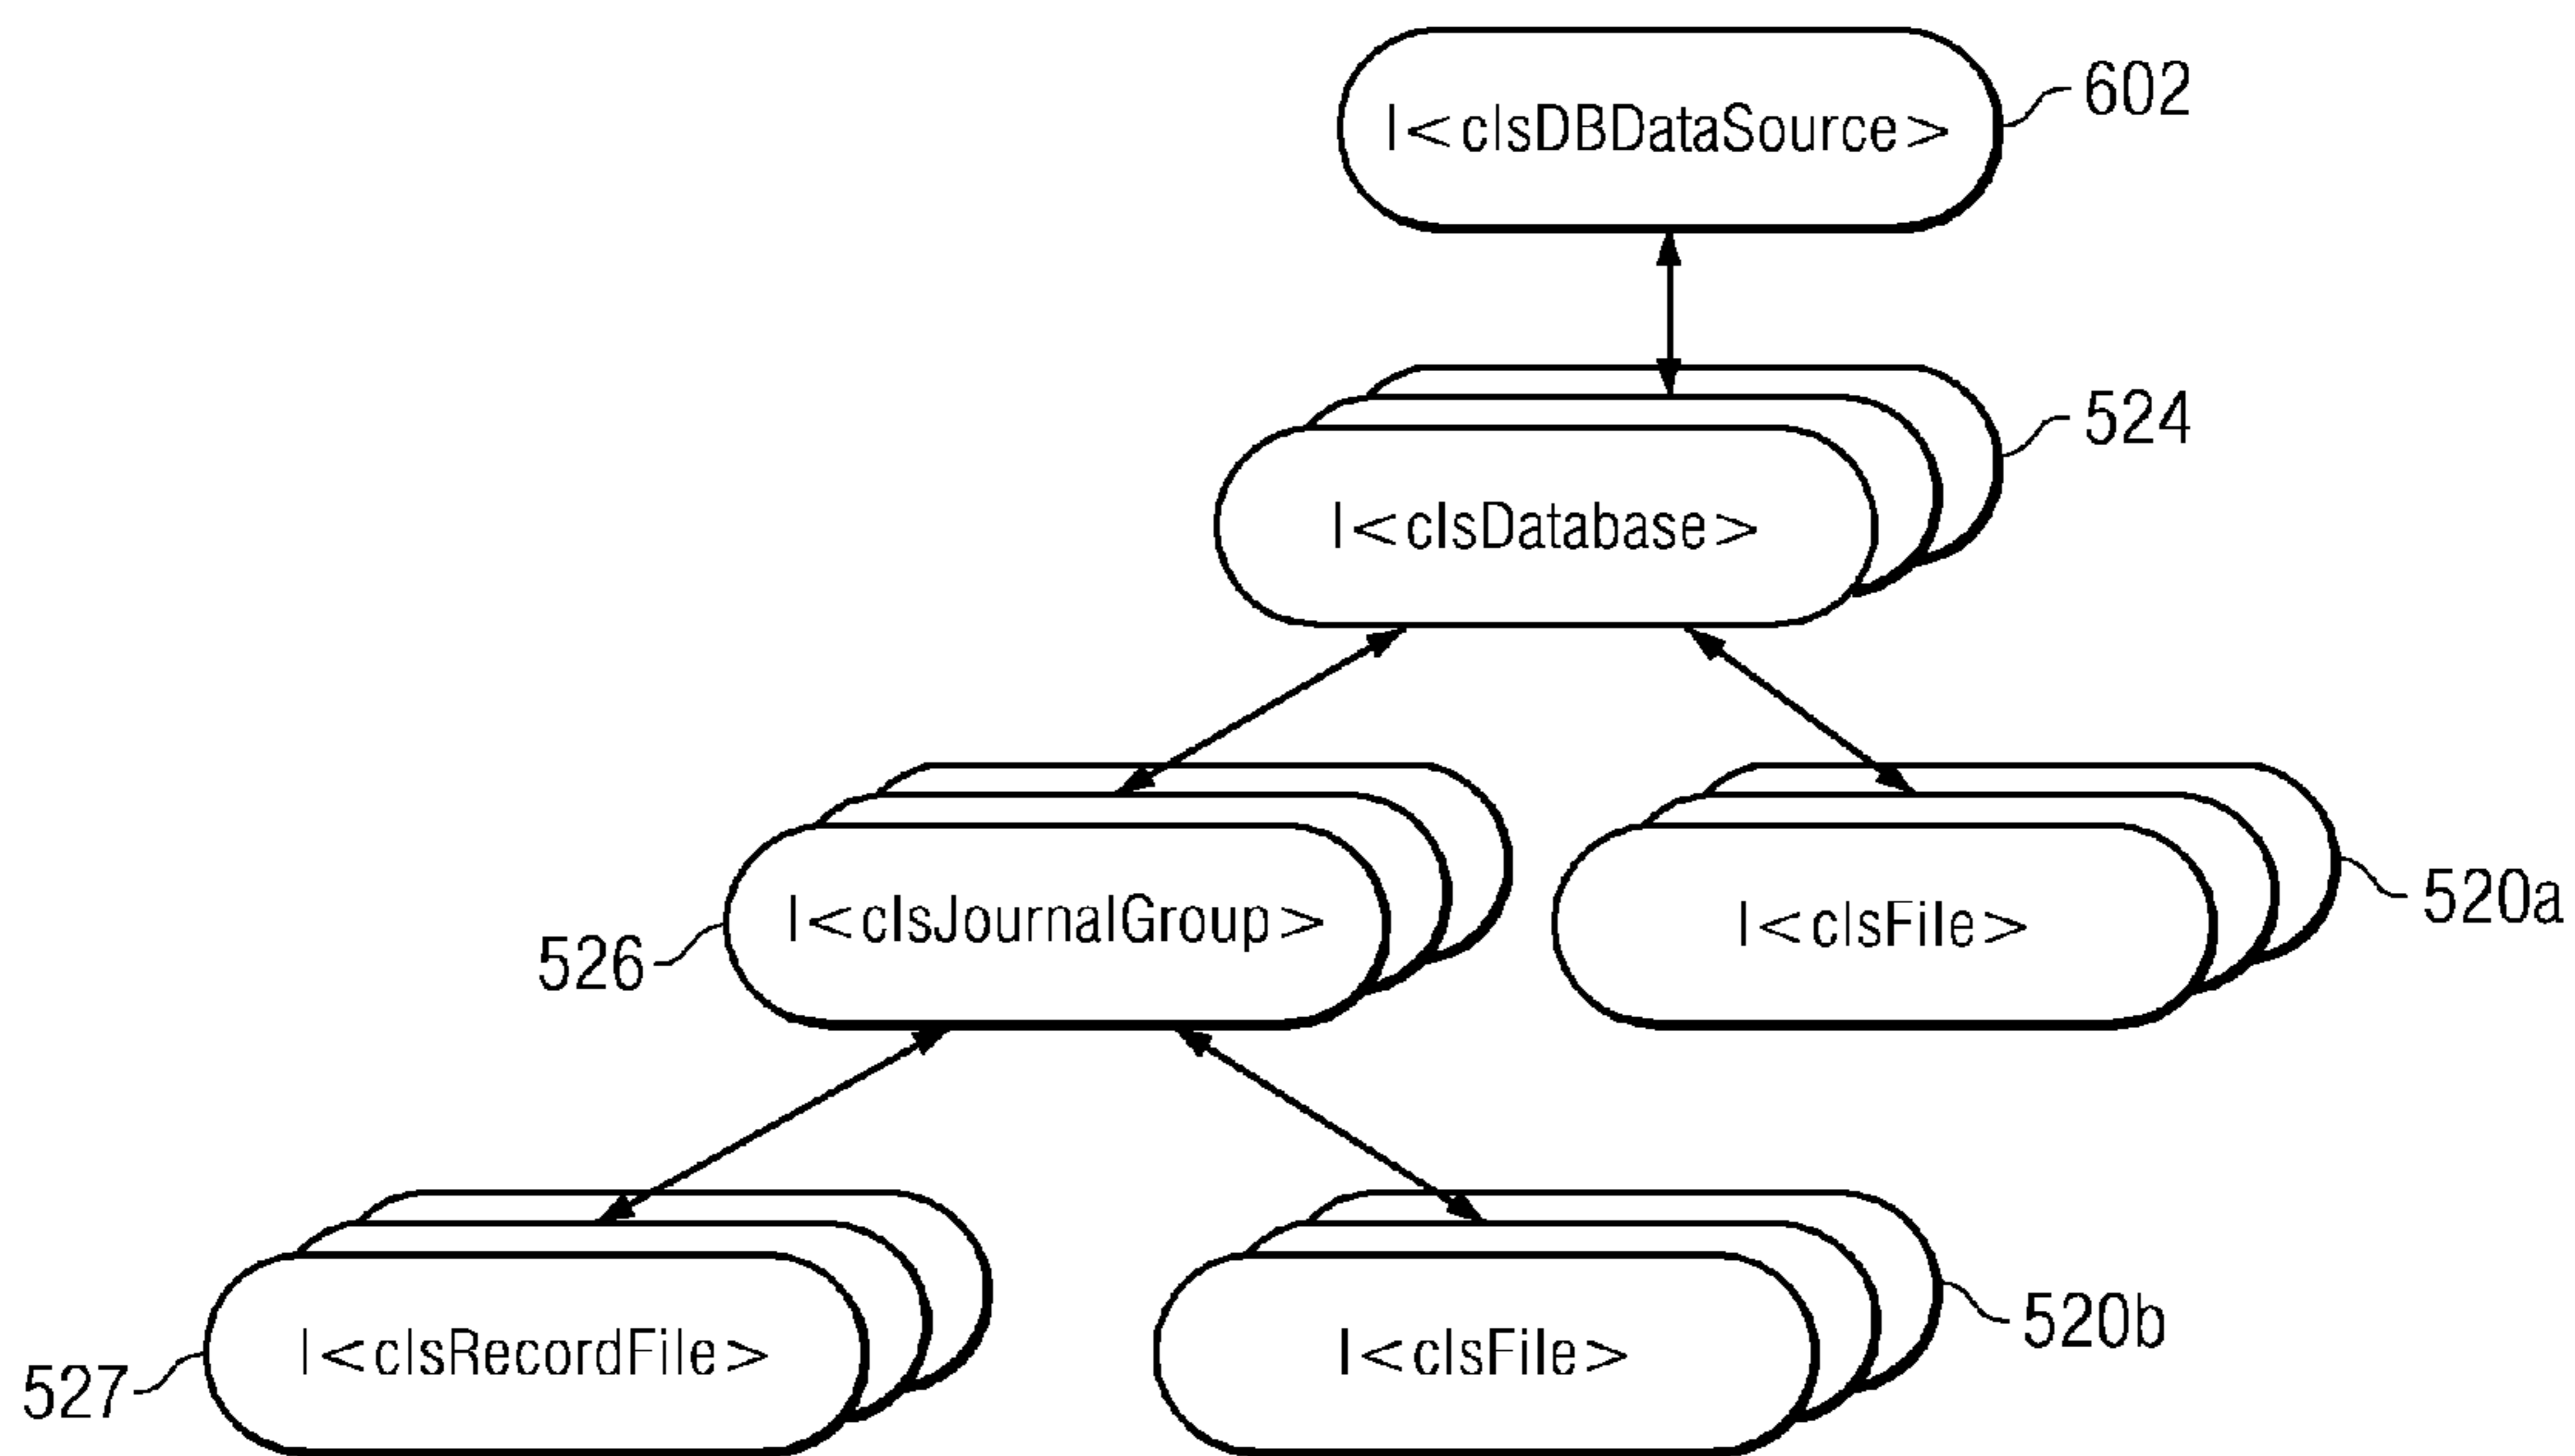 I<clsDBDataSource>
602
524
I<clsDatabase>
I<clsJournalGroup>
526
I<clsFile>
520a
I<clsRecordFile>
527
I<clsFile>
520b